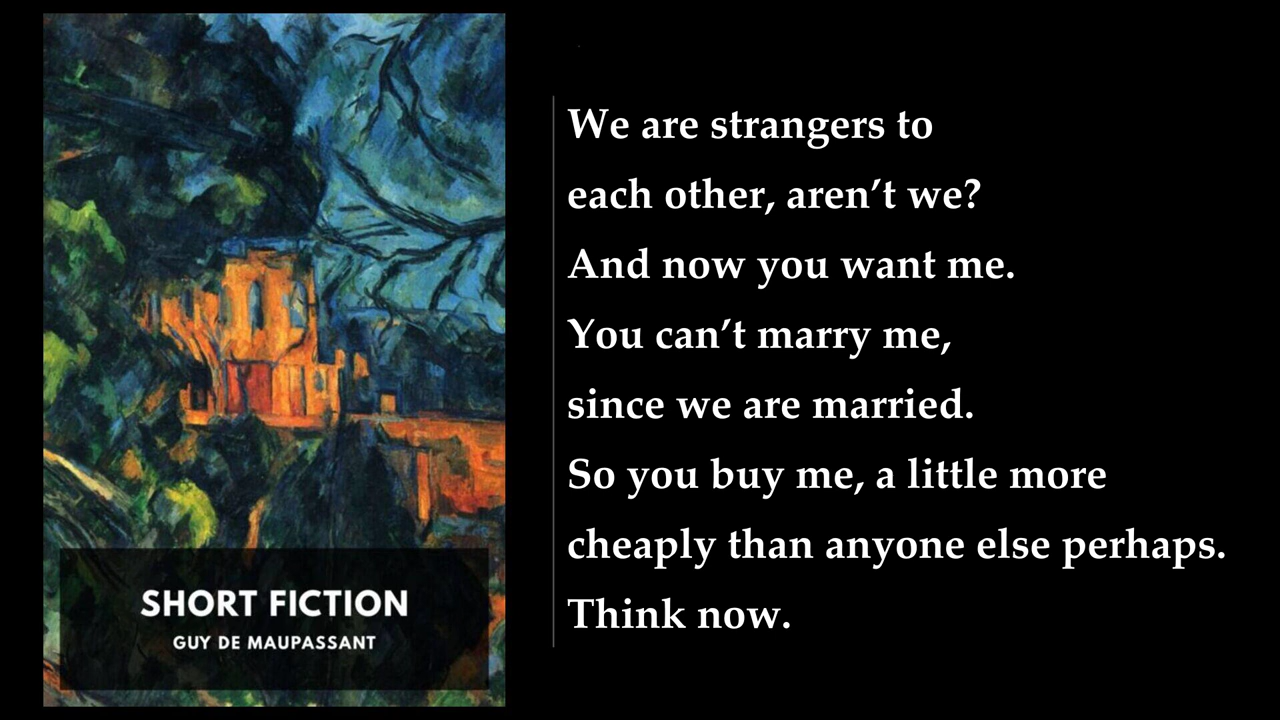 SHORT FICTION
GUY DE MAUPASSANT
We are strangers to
each other, aren’t we?
And now you want me.
You can’t marry me,
since we are married.
So you buy me, a little more
cheaply than anyone else perhaps.
Think now.